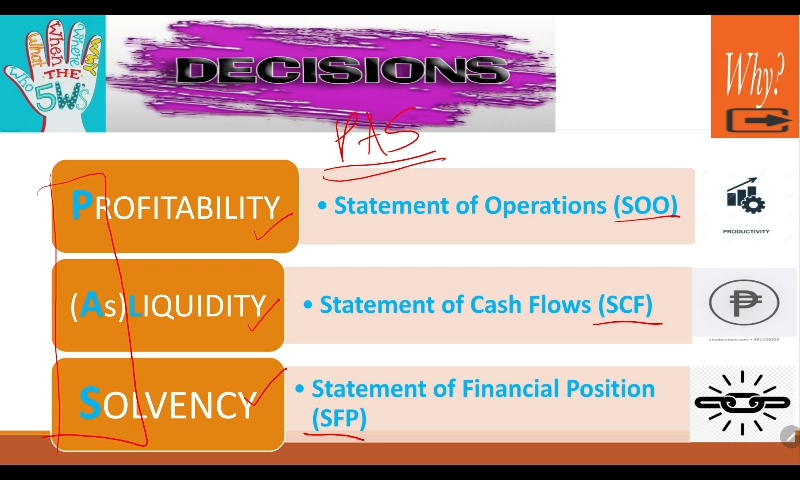 who
what
When
Where
WHY
THE
5Ws
DECISIONS
Why?
PAS
PROFITABILITY
• Statement of Operations (SOO)
PRODUCTIVITY
(As)LIQUIDITY
• Statement of Cash Flows (SCF)
₱
SOLVENCY
• Statement of Financial Position
(SFP)